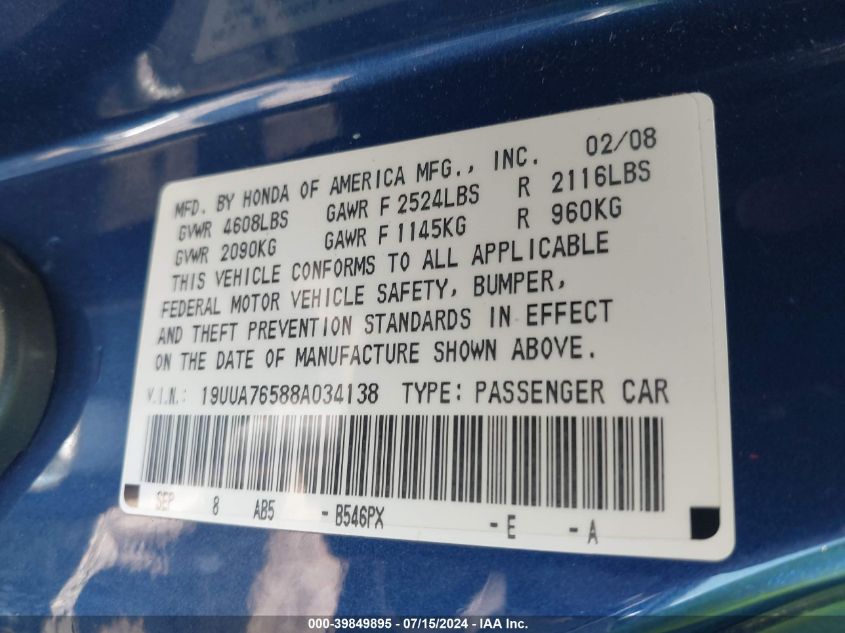 MFD. BY HONDA OF AMERICA MFG., INC. 02/08
GVWR 4608LBS GAWR F 2524LBS R 2116LBS
GVWR 2090KG GAWR F 1145KG R 960KG
THIS VEHICLE CONFORMS TO ALL APPLICABLE
FEDERAL MOTOR VEHICLE SAFETY, BUMPER,
AND THEFT PREVENTION STANDARDS IN EFFECT
ON THE DATE OF MANUFACTURE SHOWN ABOVE.
V.I.N.: 19UUA76588A034138 TYPE: PASSENGER CAR
SEP 8 AB5 - B546PX - E - A
000-39849895 - 07/15/2024 - IAA Inc.